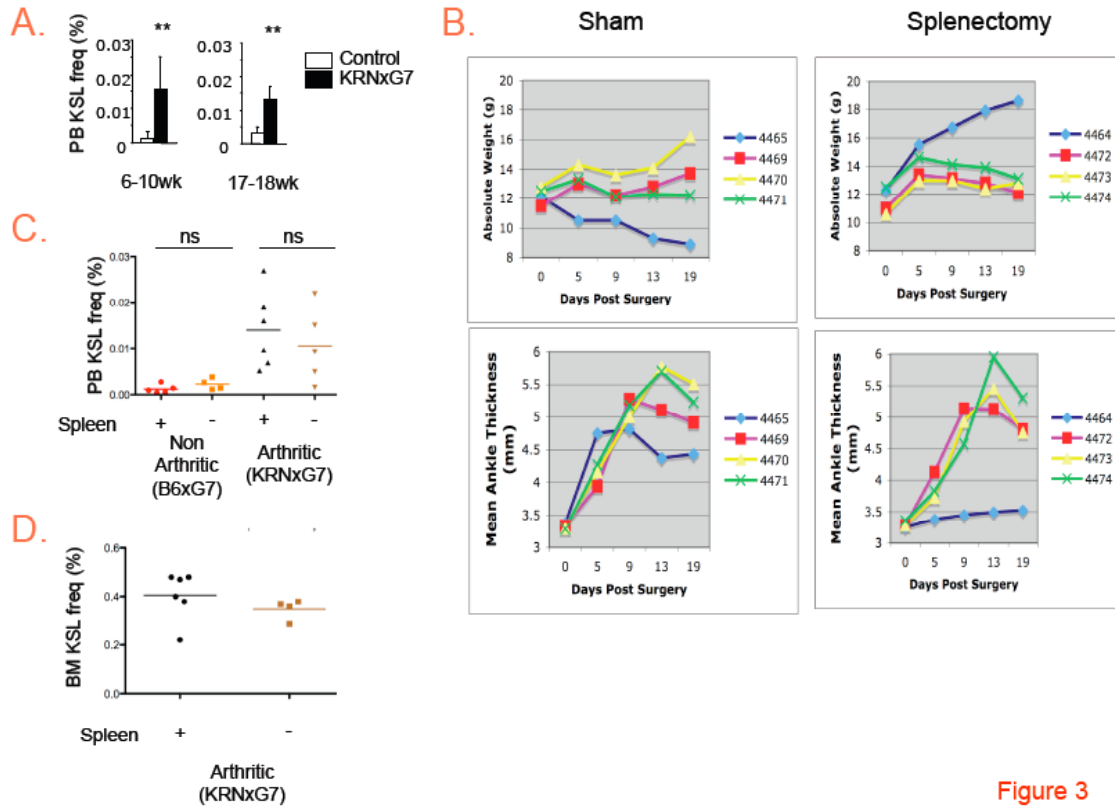 A.
PB KSL freq (%)
0.03
0.02
0.01
0
**
6-10wk
0.03
0.02
0.01
0
**
17-18wk
Control
KRNxG7
B.
Sham
Splenectomy
Absolute Weight (g)
20
18
16
14
12
10
8
0 5 9 13 19
Days Post Surgery
4465
4469
4470
4471
Absolute Weight (g)
20
18
16
14
12
10
8
0 5 9 13 19
Days Post Surgery
4464
4472
4473
4474
Mean Ankle Thickness
(mm)
6
5.5
5
4.5
4
3.5
3
0 5 9 13 19
Days Post Surgery
4465
4469
4470
4471
Mean Ankle Thickness
(mm)
6
5.5
5
4.5
4
3.5
3
0 5 9 13 19
Days Post Surgery
4464
4472
4473
4474
C.
ns ns
PB KSL freq (%)
0.03
0.02
0.01
0.00
Spleen + - + -
Non
Arthritic
(B6xG7)
Arthritic
(KRNxG7)
D.
BM KSL freq (%)
0.6
0.4
0.2
0.0
Spleen + -
Arthritic
(KRNxG7)
Figure 3